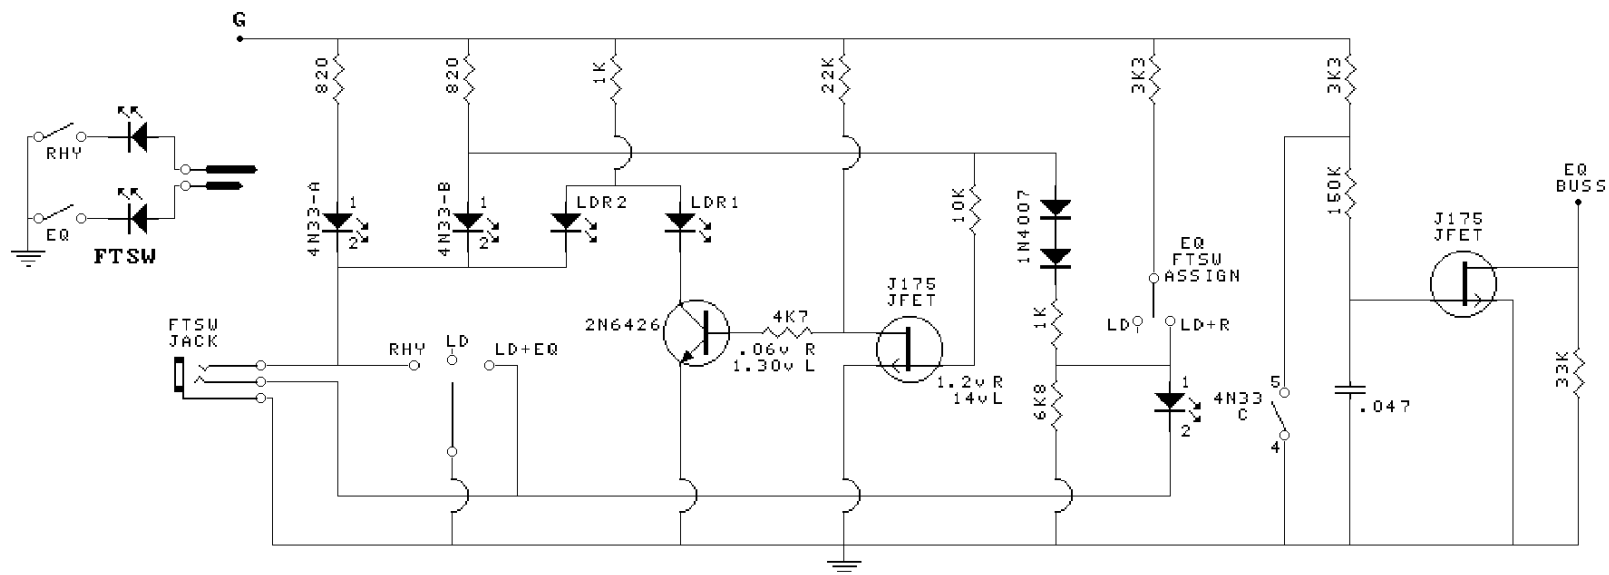 G
820
820
1K
22K
3K3
3K3
RHY
EQ
FTSW
4N33-A
1
2
4N33-B
1
2
LDR2
LDR1
10K
1N4007
150K
EQ
BUSS
J175
JFET
EQ
FTSW
ASSIGN
LD
LD+R
J175
JFET
2N6426
4K7
.06v R
1.30v L
1.2v R
14v L
1K
6K8
FTSW
JACK
RHY
LD
LD+EQ
1
2
4N33
C
5
4
.047
33K